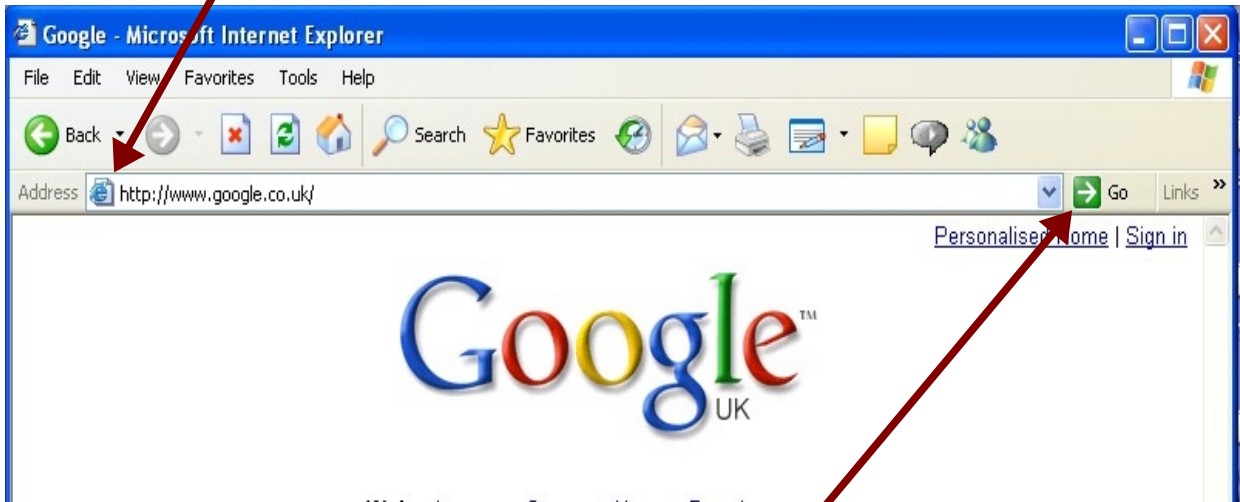 Google - Microsoft Internet Explorer
File Edit View Favorites Tools Help
Back Search Favorites
Address http://www.google.co.uk/ Go Links »
Personalised Home | Sign in
Google™
UK